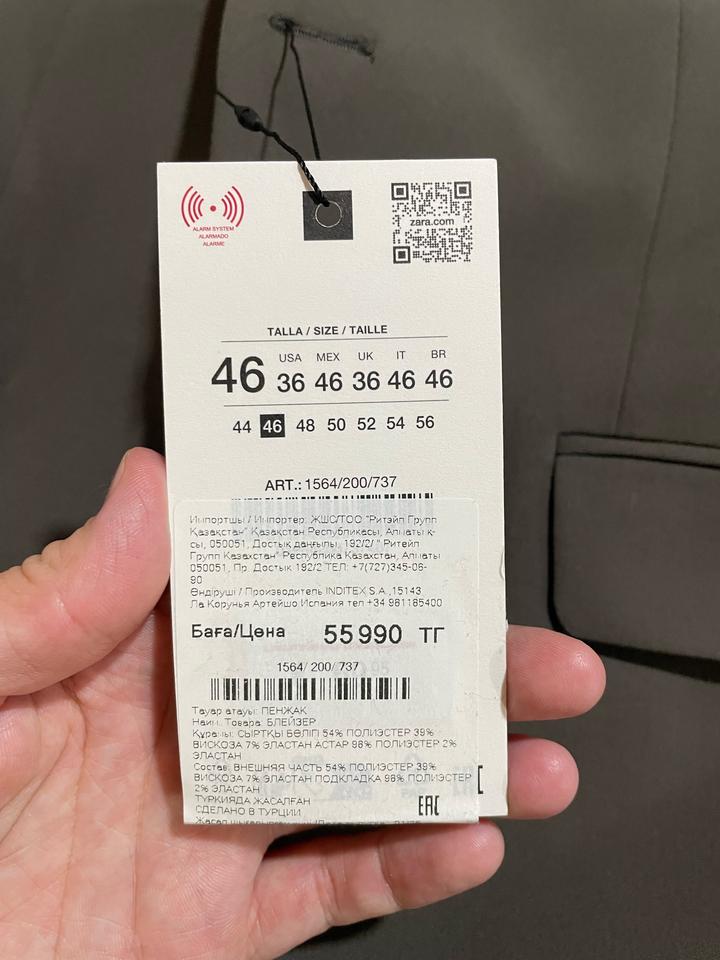 ALARM SYSTEM
ALARMADO
ALARME
zara.com
TALLA / SIZE / TAILLE
46 USA MEX UK IT BR
36 46 36 46 46
44 46 48 50 52 54 56
ART.: 1564/200/737
Импортшы / Импортер: ЖШС/ТОО "Ритэйл Групп
Қазақстан" Қазақстан Республикасы, Алматы қ-
сы, 050051, Достық даңғылы, 192/2/ " Ритейл
Групп Казахстан" Республика Казахстан, Алматы
050051, Пр. Достык 192/2 ТЕЛ: +7(727)345-06-
90
Өндіруші / Производитель INDITEX S.A.,15143
Ла Корунья Артейшо Испания тел +34 981185400
Баға/Цена 55 990 ТГ
1564/ 200/ 737
Тауар атауы: ПЕНЖАК
Наим. Товара: БЛЕЙЗЕР
Құрамы: СЫРТҚЫ БӨЛІГІ 54% ПОЛИЭСТЕР 39%
ВИСКОЗА 7% ЭЛАСТАН АСТАР 98% ПОЛИЭСТЕР 2%
ЭЛАСТАН
Состав: ВНЕШНЯЯ ЧАСТЬ 54% ПОЛИЭСТЕР 39%
ВИСКОЗА 7% ЭЛАСТАН ПОДКЛАДКА 98% ПОЛИЭСТЕР
2% ЭЛАСТАН
ТҮРКИЯДА ЖАСАЛҒАН
СДЕЛАНО В ТУРЦИИ
EAC